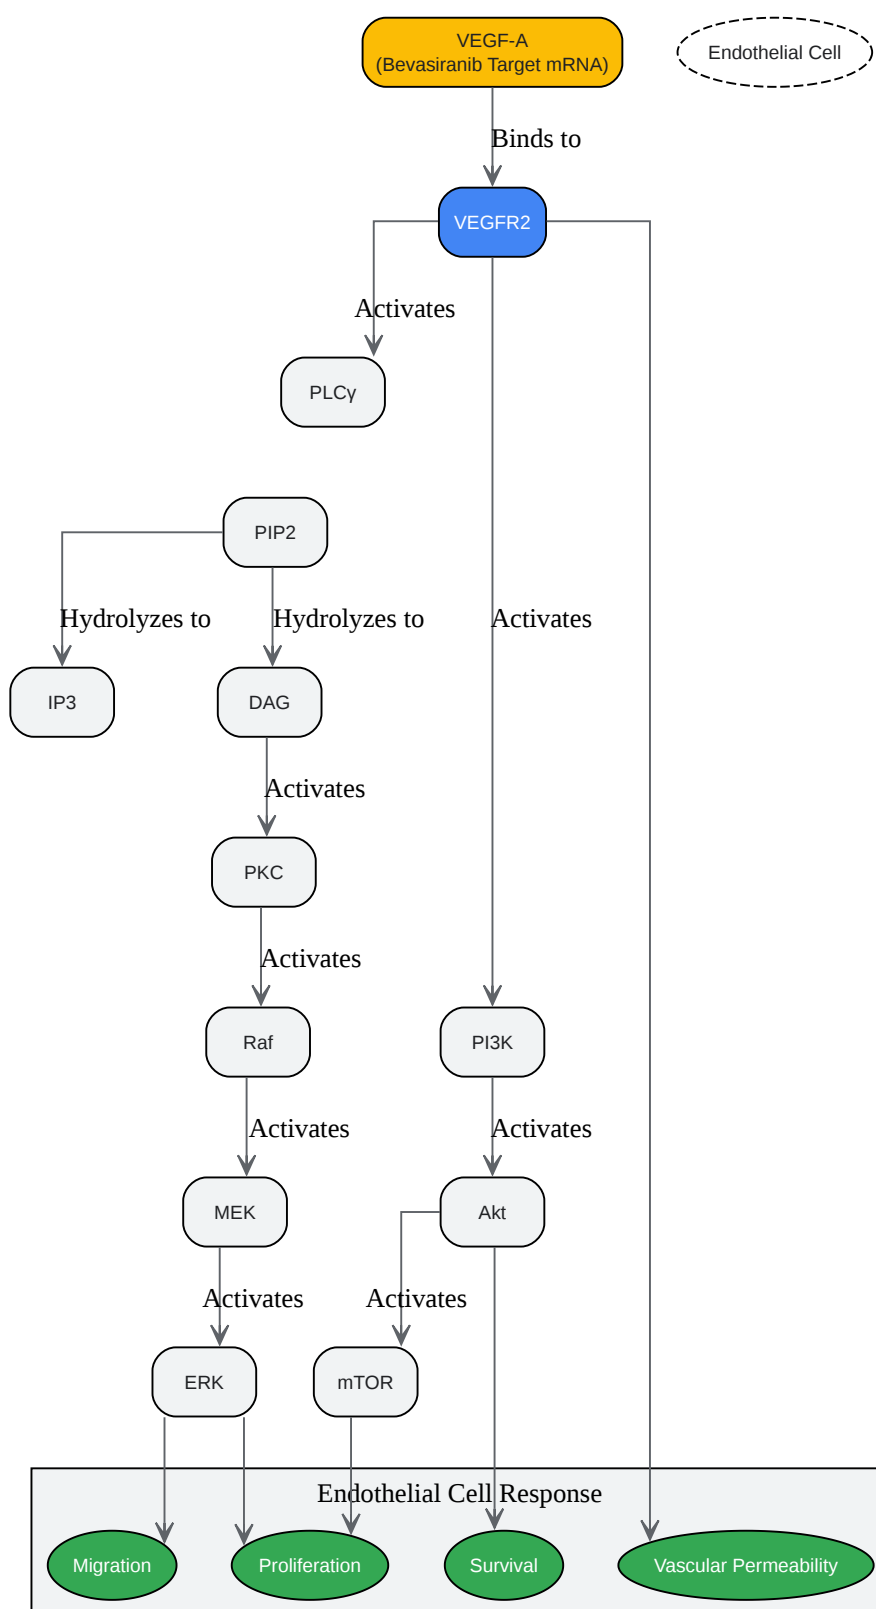 VEGF-A
(Bevasiranib Target mRNA)
Endothelial Cell
Binds to
VEGFR2
Activates
PLCγ
PIP2
Hydrolyzes to
Hydrolyzes to
Activates
IP3
DAG
Activates
PKC
Activates
Raf
PI3K
Activates
Activates
MEK
Akt
Activates
Activates
ERK
mTOR
Endothelial Cell Response
Migration
Proliferation
Survival
Vascular Permeability